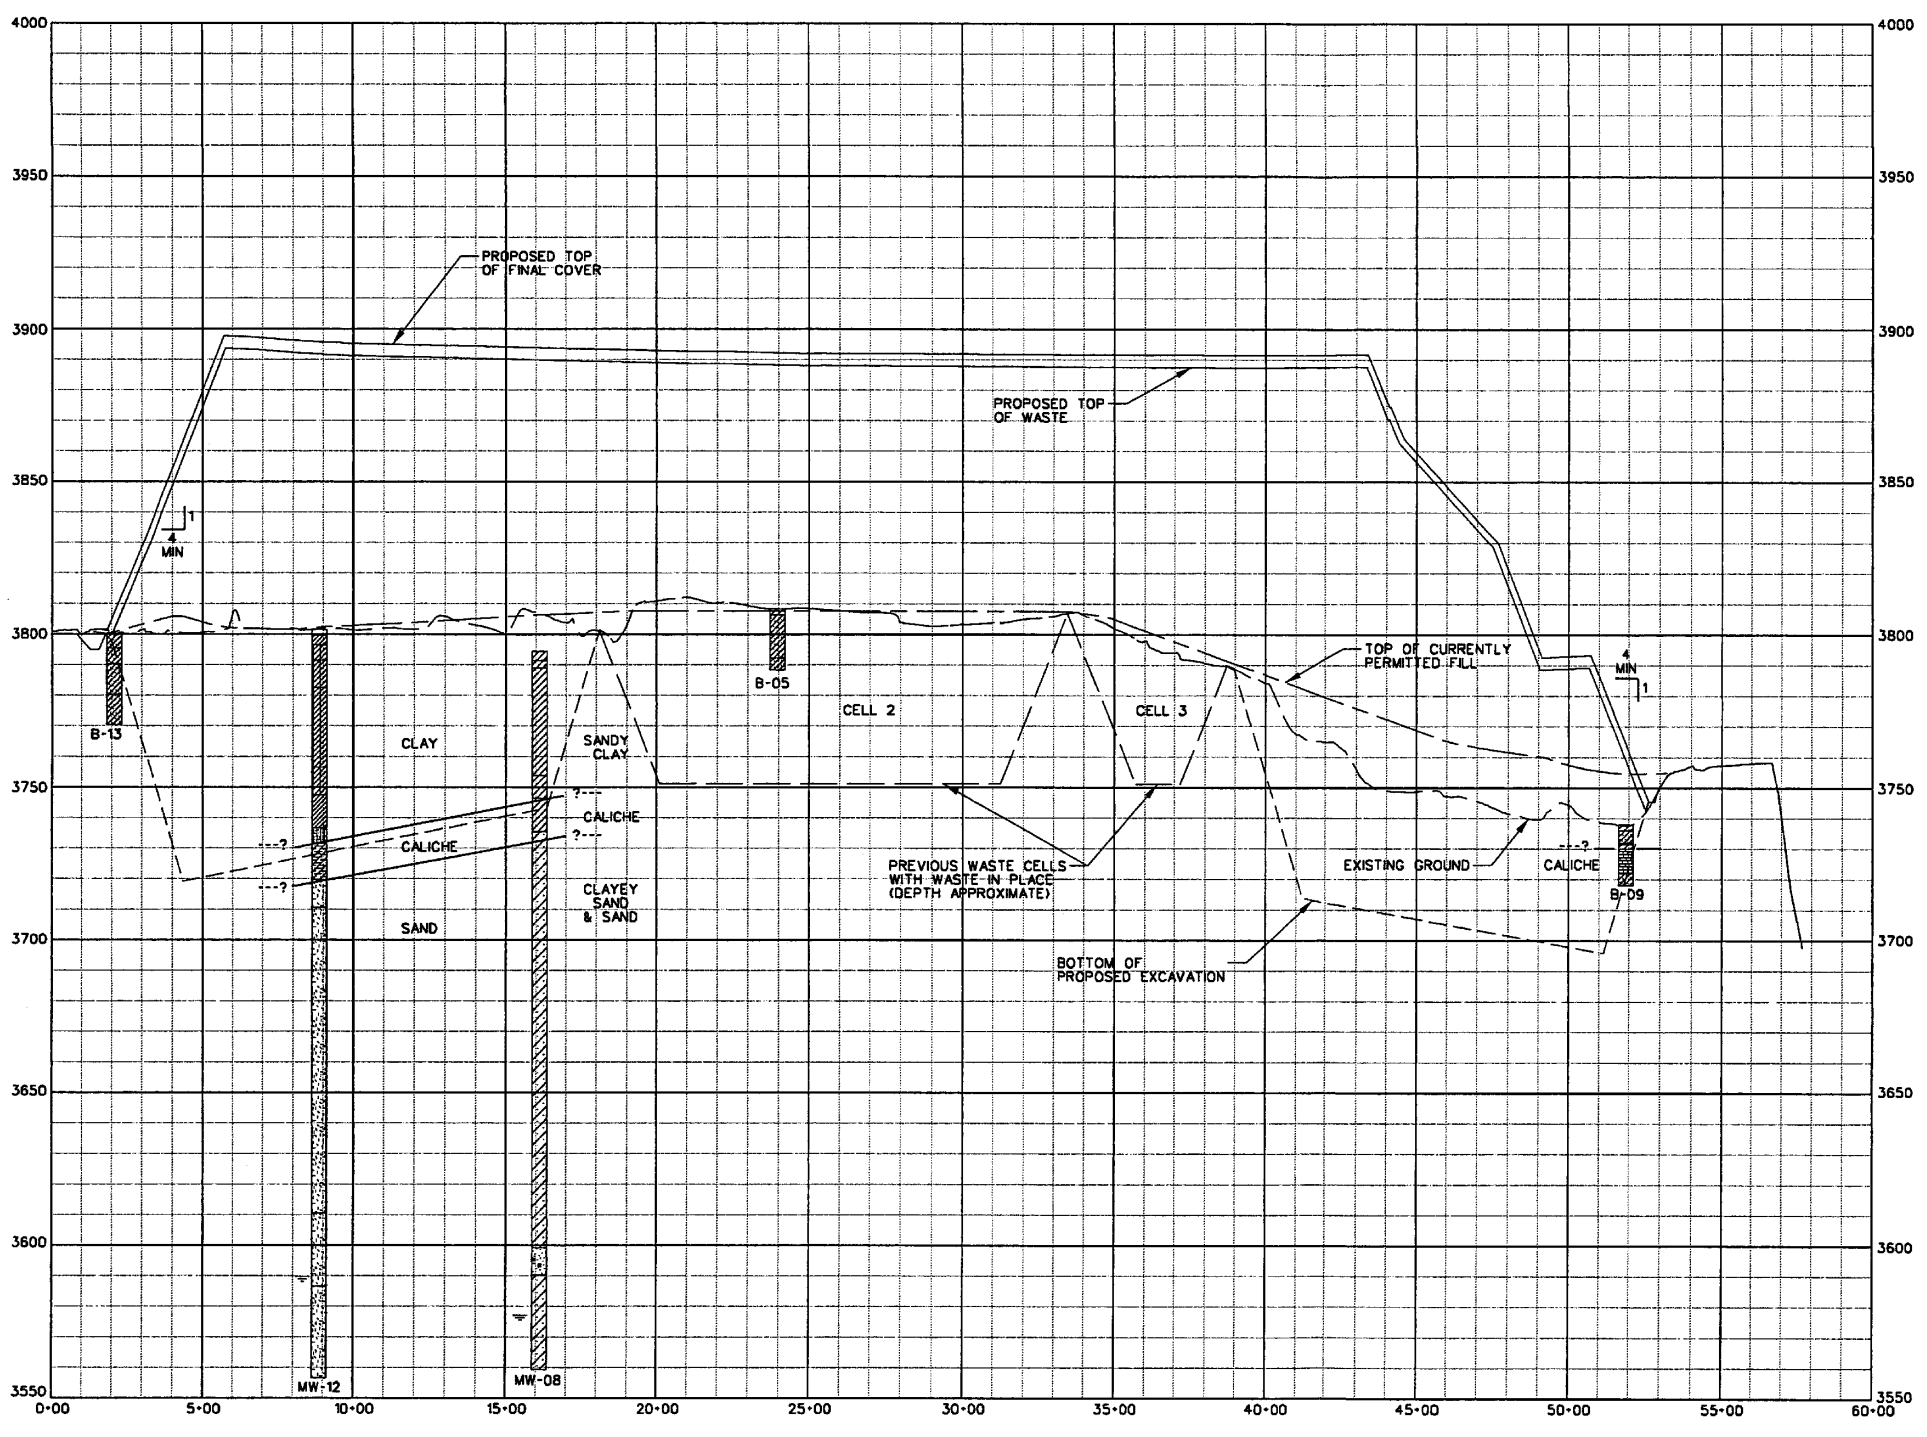 4000
4000
3950
3950
PROPOSED TOP
OF FINAL COVER
3900
3900
PROPOSED TOP
OF WASTE
3850
3850
1
4
MIN
3800
3800
TOP OF CURRENTLY
PERMITTED FILL
4
MIN
1
B-05
CELL 2
CELL 3
B-13
CLAY
SANDY
CLAY
3750
3750
?
CALICHE
---?
CALICHE
?---
---?
PREVIOUS WASTE CELLS
WITH WASTE IN PLACE
(DEPTH APPROXIMATE)
EXISTING GROUND
---?
CALICHE
B-09
---?
CLAYEY
SAND
& SAND
SAND
3700
3700
BOTTOM OF
PROPOSED EXCAVATION
3650
3650
3600
3600
MW-12
MW-08
3550
3550
0+00
5+00
10+00
15+00
20+00
25+00
30+00
35+00
40+00
45+00
50+00
55+00
60+00